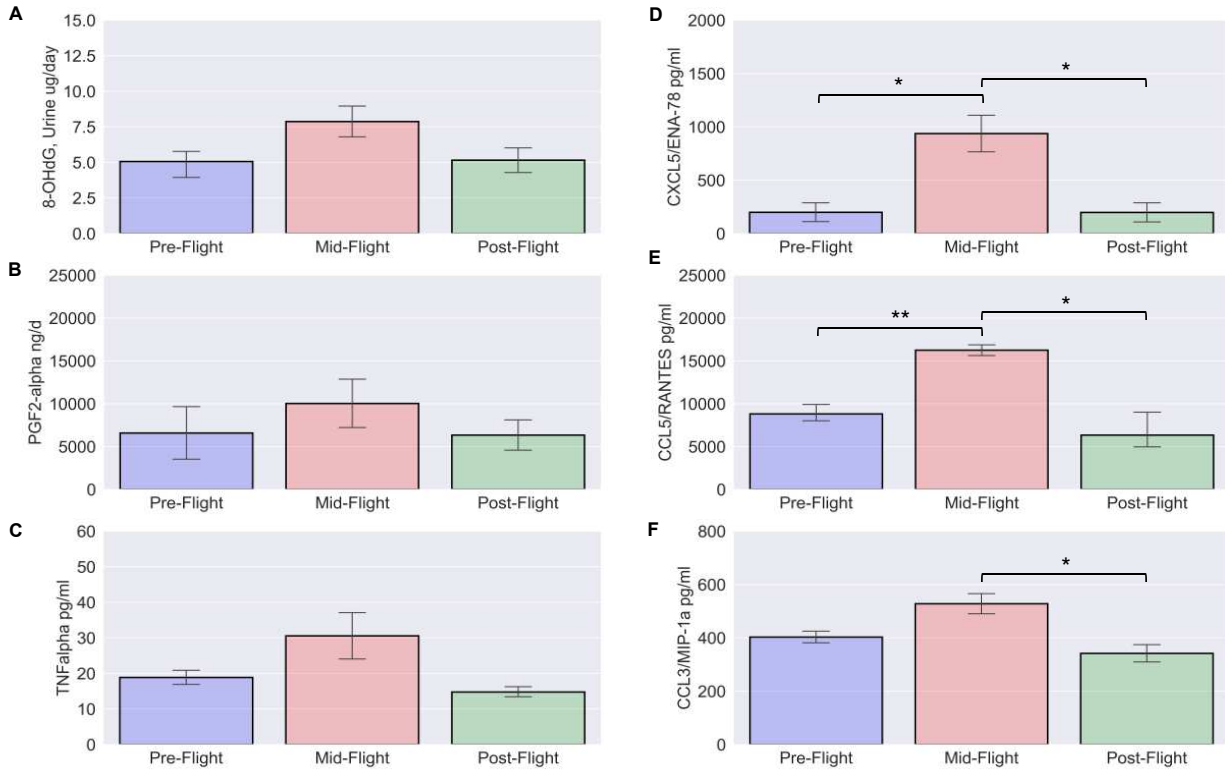 A
8-OHdG, Urine ug/day
15.0
12.5
10.0
7.5
5.0
2.5
0.0
Pre-Flight Mid-Flight Post-Flight
B
PGF2-alpha ng/d
25000
20000
15000
10000
5000
0
Pre-Flight Mid-Flight Post-Flight
C
TNFalpha pg/ml
60
50
40
30
20
10
0
Pre-Flight Mid-Flight Post-Flight
D
CXCL5/ENA-78 pg/ml
2000
1500
1000
500
0
*
*
Pre-Flight Mid-Flight Post-Flight
E
CCL5/RANTES pg/ml
25000
20000
15000
10000
5000
0
**
*
Pre-Flight Mid-Flight Post-Flight
F
CCL3/MIP-1a pg/ml
800
600
400
200
0
*
Pre-Flight Mid-Flight Post-Flight